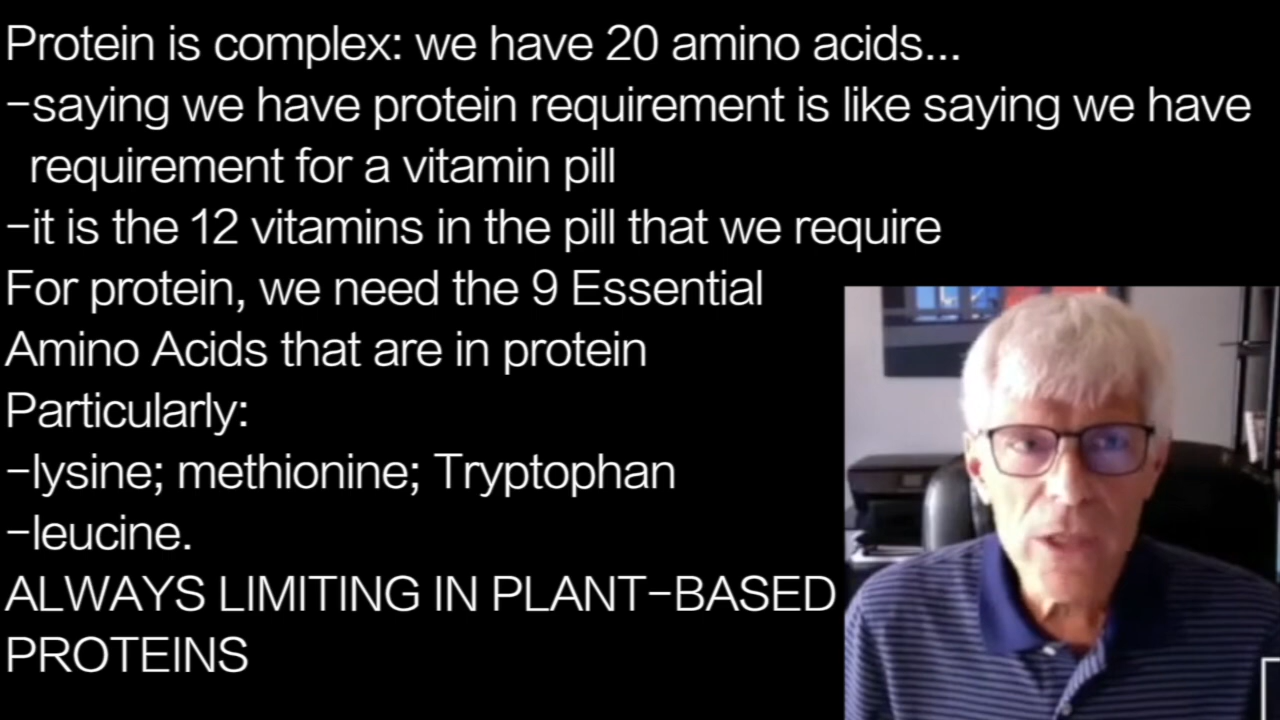 Protein is complex: we have 20 amino acids...
-saying we have protein requirement is like saying we have
requirement for a vitamin pill
-it is the 12 vitamins in the pill that we require
For protein, we need the 9 Essential
Amino Acids that are in protein
Particularly:
-lysine; methionine; Tryptophan
-leucine.
ALWAYS LIMITING IN PLANT-BASED
PROTEINS